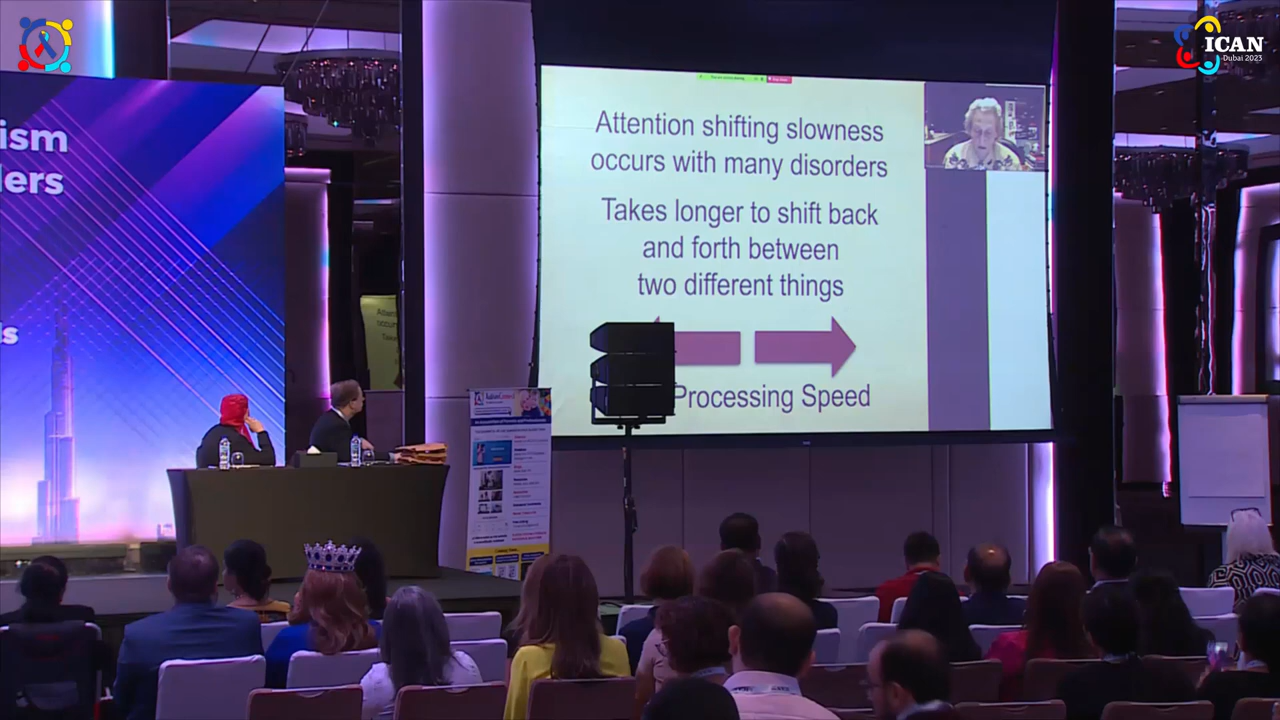 ICAN
Dubai 2023
ism
ders
s
Attention shifting slowness
occurs with many disorders
Takes longer to shift back
and forth between
two different things
Processing Speed